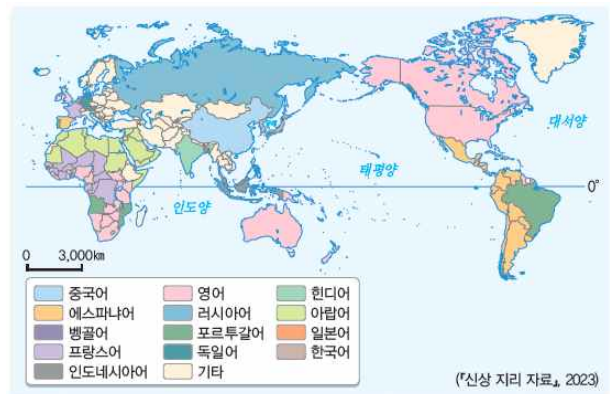 대서양
태평양
0°
인도양
0 3,000㎞
중국어 영어 힌디어
에스파냐어 러시아어 아랍어
벵골어 포르투갈어 일본어
프랑스어 독일어 한국어
인도네시아어 기타
(『신상 지리 자료』, 2023)